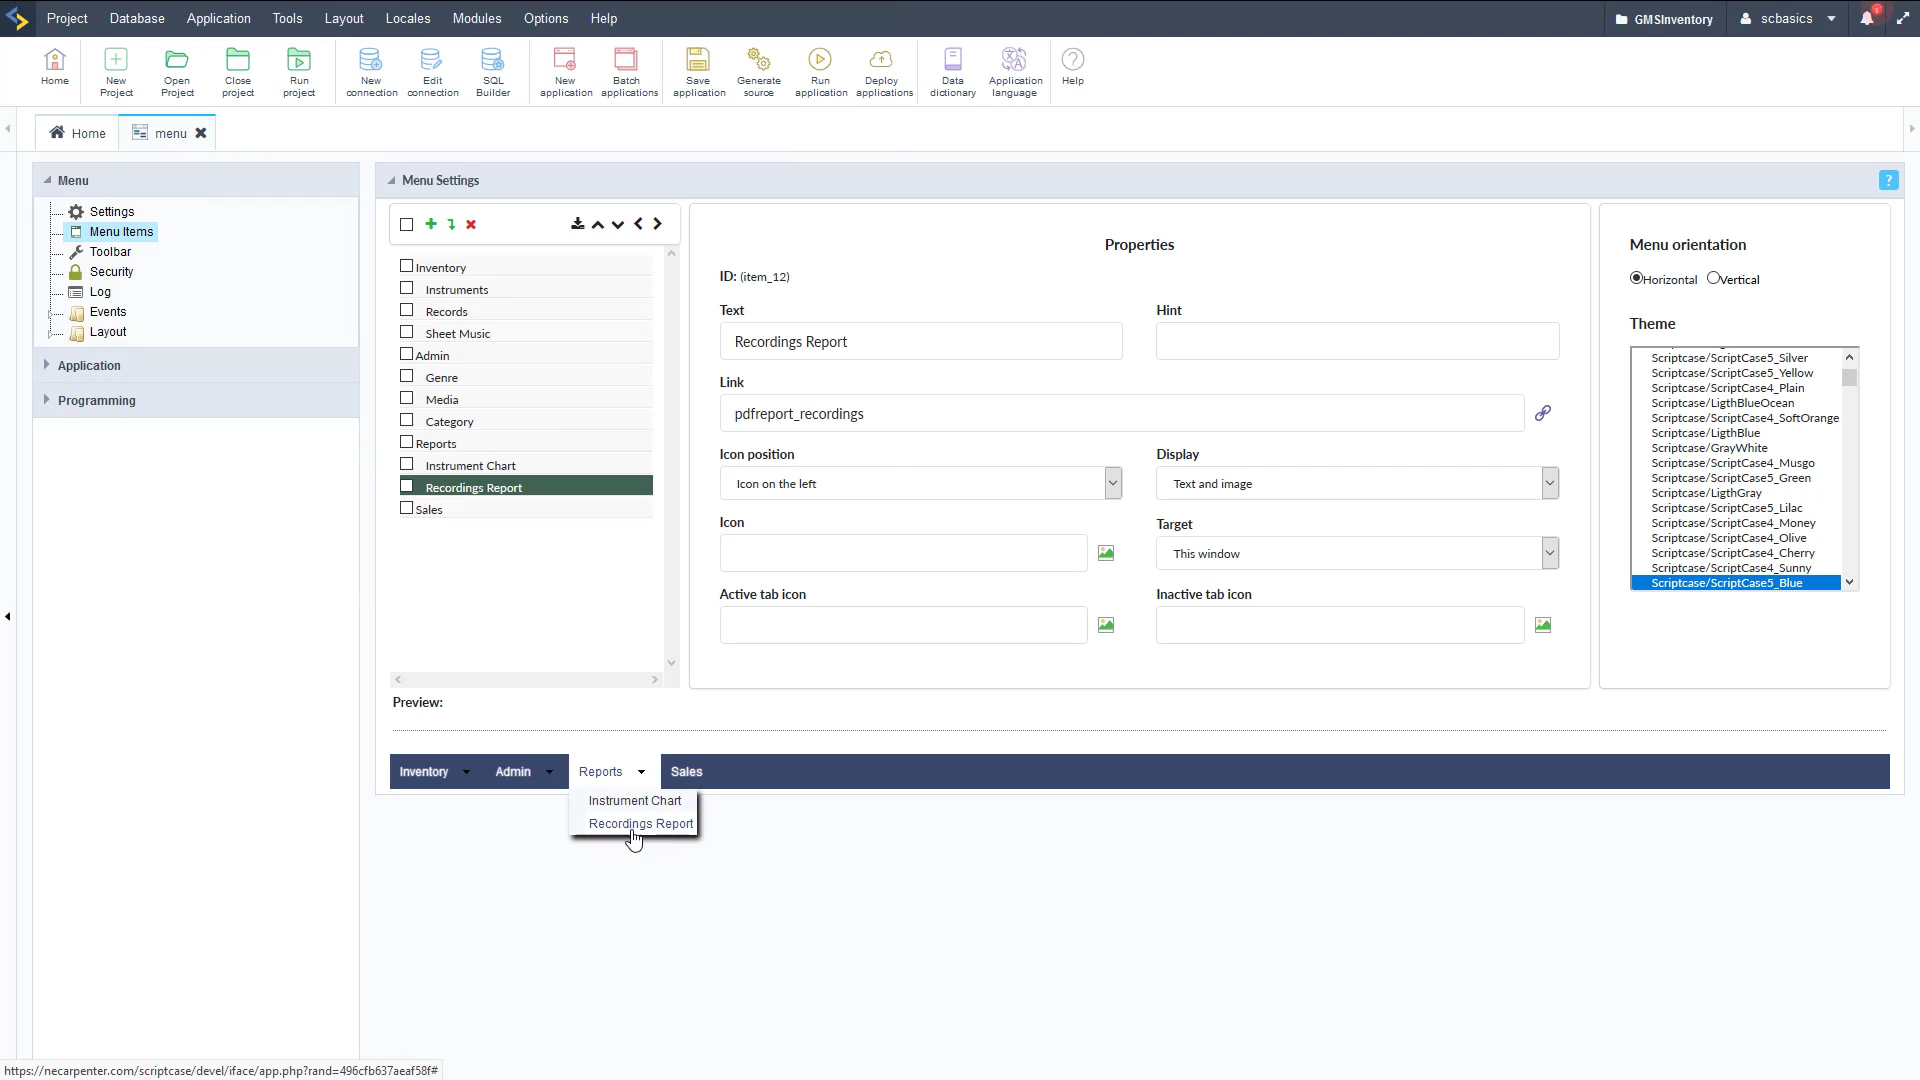 Project Database Application Tools Layout Locales Modules Options Help GMSInventory scbasics 1
Home
New Project
Open Project
Close project
Run project
New connection
Edit connection
SQL Builder
New application
Batch applications
Save application
Generate source
Run application
Deploy applications
Data dictionary
Application language
Help
Home menu
Menu
Settings
Menu Items
Toolbar
Security
Log
Events
Layout
Application
Programming
Menu Settings ?
Inventory
Instruments
Records
Sheet Music
Admin
Genre
Media
Category
Reports
Instrument Chart
Recordings Report
Sales
Properties
ID: (item_12)
Text Hint
Recordings Report
Link
pdfreport_recordings
Icon position Display
Icon on the left Text and image
Icon Target
This window
Active tab icon Inactive tab icon
Menu orientation
Horizontal Vertical
Theme
Scriptcase/ScriptCase5_Silver
Scriptcase/ScriptCase5_Yellow
Scriptcase/ScriptCase4_Plain
Scriptcase/LigthBlueOcean
Scriptcase/ScriptCase4_SoftOrange
Scriptcase/LigthBlue
Scriptcase/GrayWhite
Scriptcase/ScriptCase4_Musgo
Scriptcase/ScriptCase5_Green
Scriptcase/LigthGray
Scriptcase/ScriptCase5_Lilac
Scriptcase/ScriptCase4_Money
Scriptcase/ScriptCase4_Olive
Scriptcase/ScriptCase4_Cherry
Scriptcase/ScriptCase4_Sunny
Scriptcase/ScriptCase5_Blue
Preview:
Inventory Admin Reports Sales
Instrument Chart
Recordings Report
https://necarpenter.com/scriptcase/devel/iface/app.php?rand=496cfb637aeaf58f#